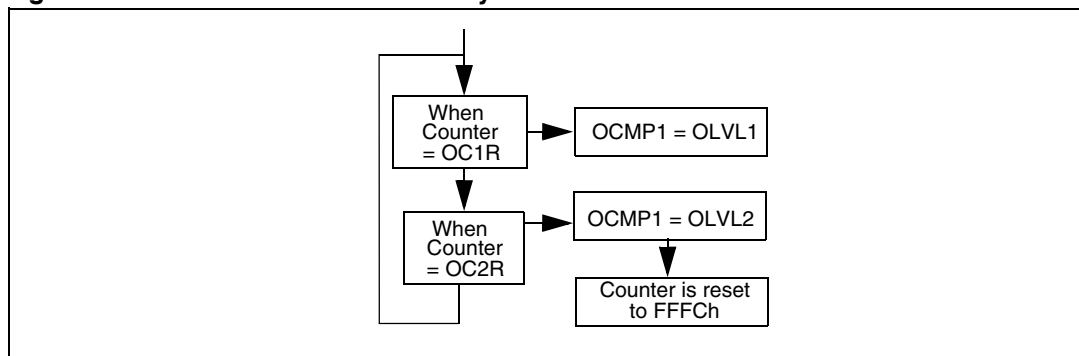 When
Counter
= OC1R
OCMP1 = OLVL1
When
Counter
= OC2R
OCMP1 = OLVL2
Counter is reset
to FFFCh